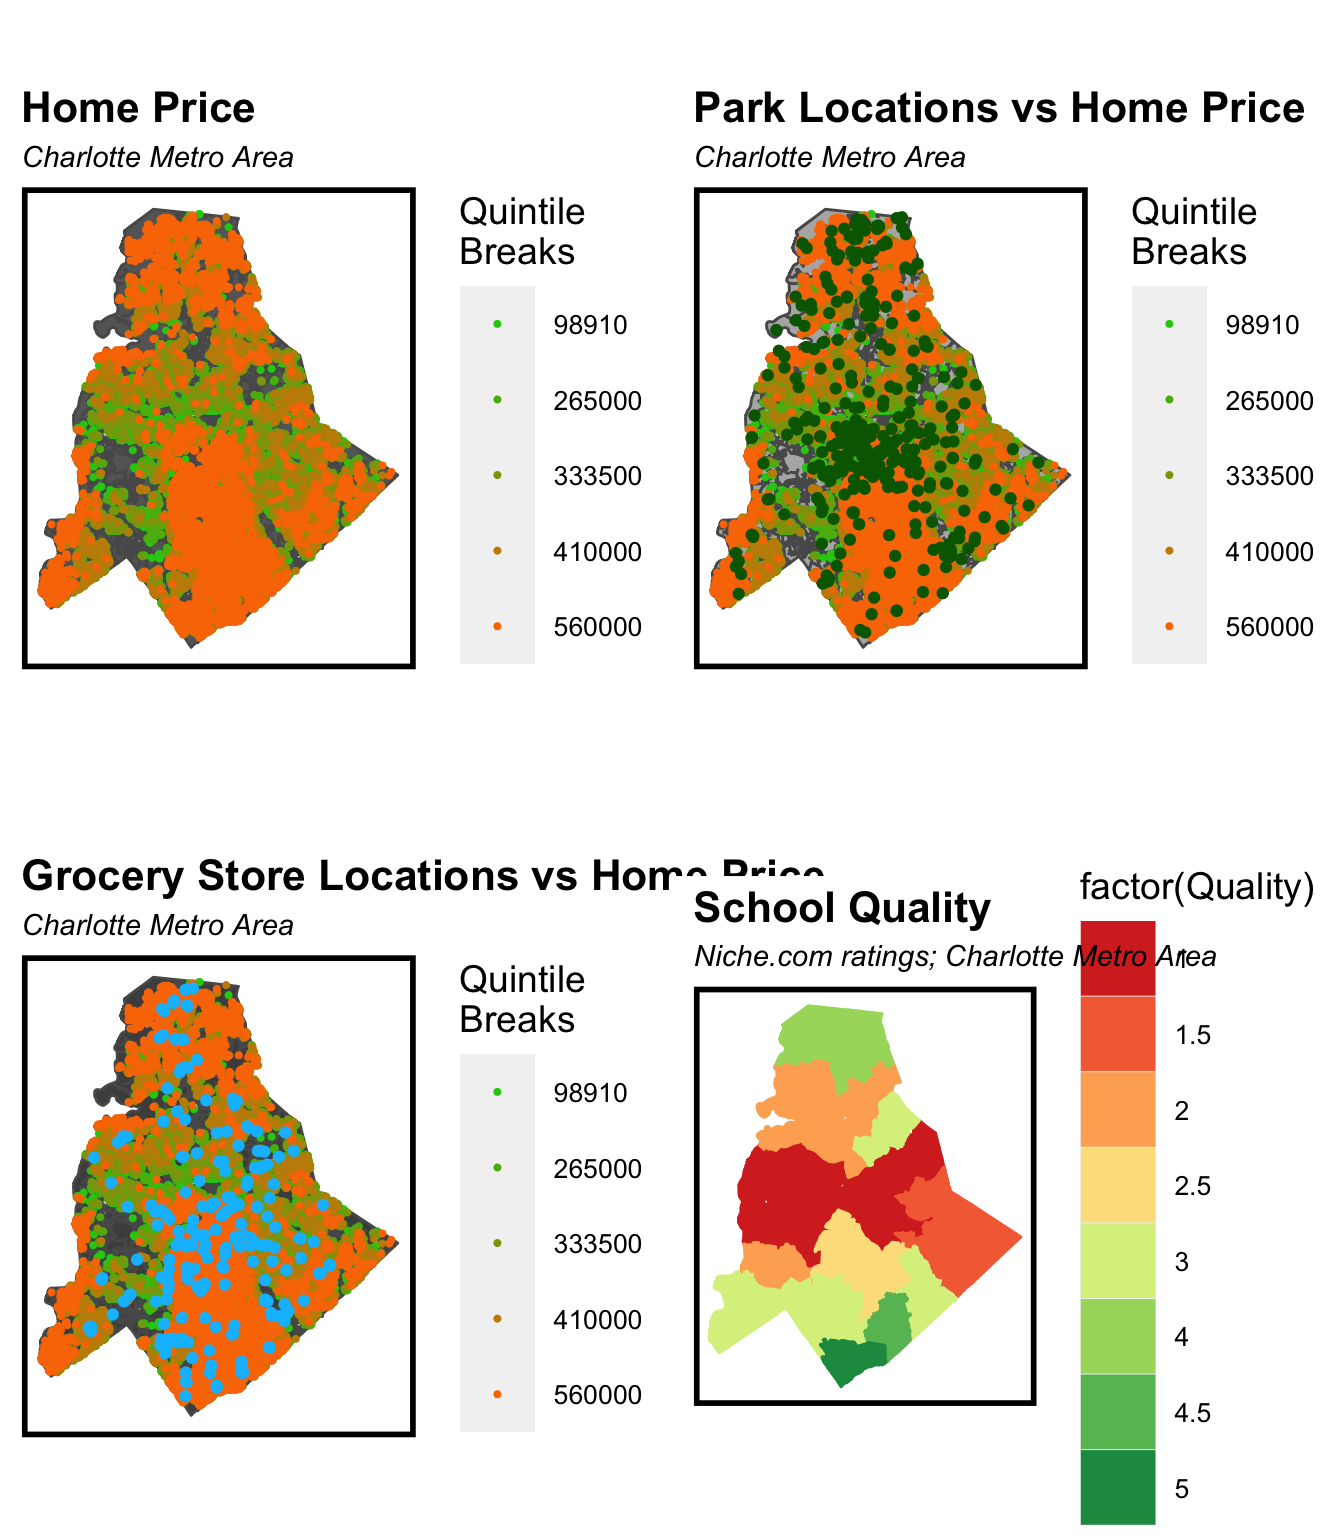 Home Price
Charlotte Metro Area
Quintile
Breaks
98910
265000
333500
410000
560000
Park Locations vs Home Price
Charlotte Metro Area
Quintile
Breaks
98910
265000
333500
410000
560000
Grocery Store Locations vs Home Price
Charlotte Metro Area
Quintile
Breaks
98910
265000
333500
410000
560000
School Quality
Niche.com ratings; Charlotte Metro Area
factor(Quality)
1
1.5
2
2.5
3
4
4.5
5